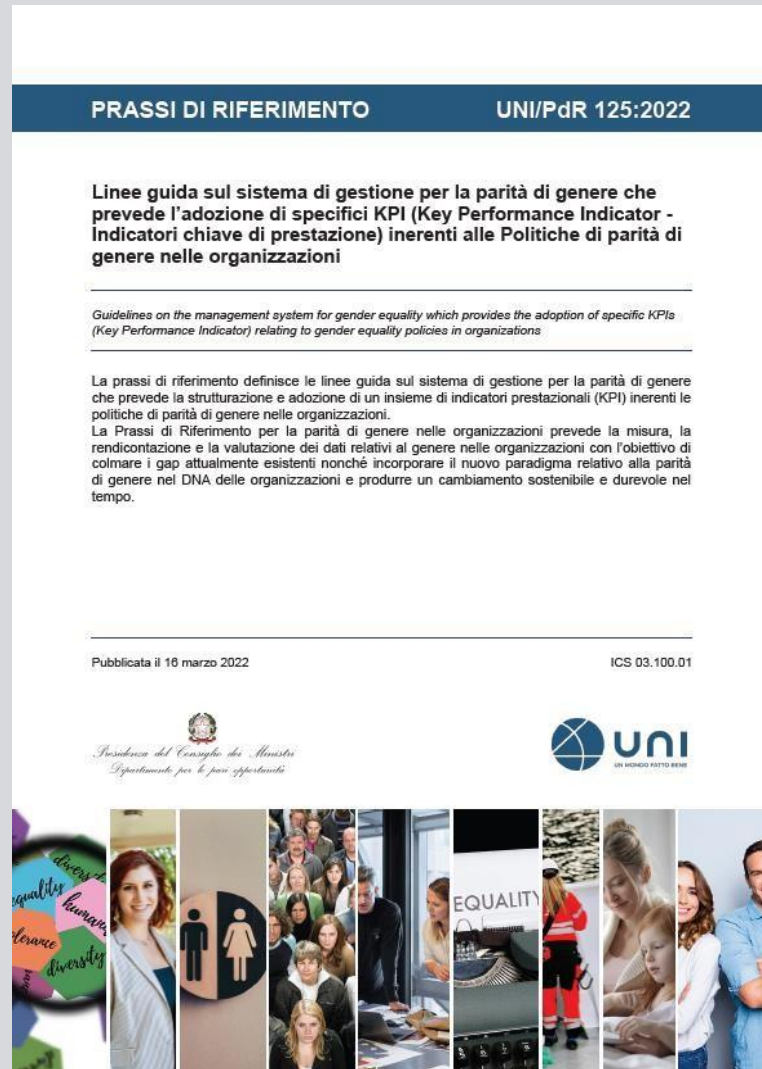 PRASSI DI RIFERIMENTO UNI/PdR 125:2022
Linee guida sul sistema di gestione per la parità di genere che
prevede l'adozione di specifici KPI (Key Performance Indicator -
Indicatori chiave di prestazione) inerenti alle Politiche di parità di
genere nelle organizzazioni
Guidelines on the management system for gender equality which provides the adoption of specific KPIs
(Key Performance Indicator) relating to gender equality policies in organizations
La prassi di riferimento definisce le linee guida sul sistema di gestione per la parità di genere
che prevede la strutturazione e adozione di un insieme di indicatori prestazionali (KPI) inerenti le
politiche di parità di genere nelle organizzazioni.
La Prassi di Riferimento per la parità di genere nelle organizzazioni prevede la misura, la
rendicontazione e la valutazione dei dati relativi al genere nelle organizzazioni con l'obiettivo di
colmare i gap attualmente esistenti nonché incorporare il nuovo paradigma relativo alla parità
di genere nel DNA delle organizzazioni e produrre un cambiamento sostenibile e durevole nel
tempo.
Pubblicata il 16 marzo 2022 ICS 03.100.01
Presidenza del Consiglio dei Ministri
Dipartimento per le pari opportunità
UNI
UN MONDO FATTO BENE
equality
diversity
EQUALITY